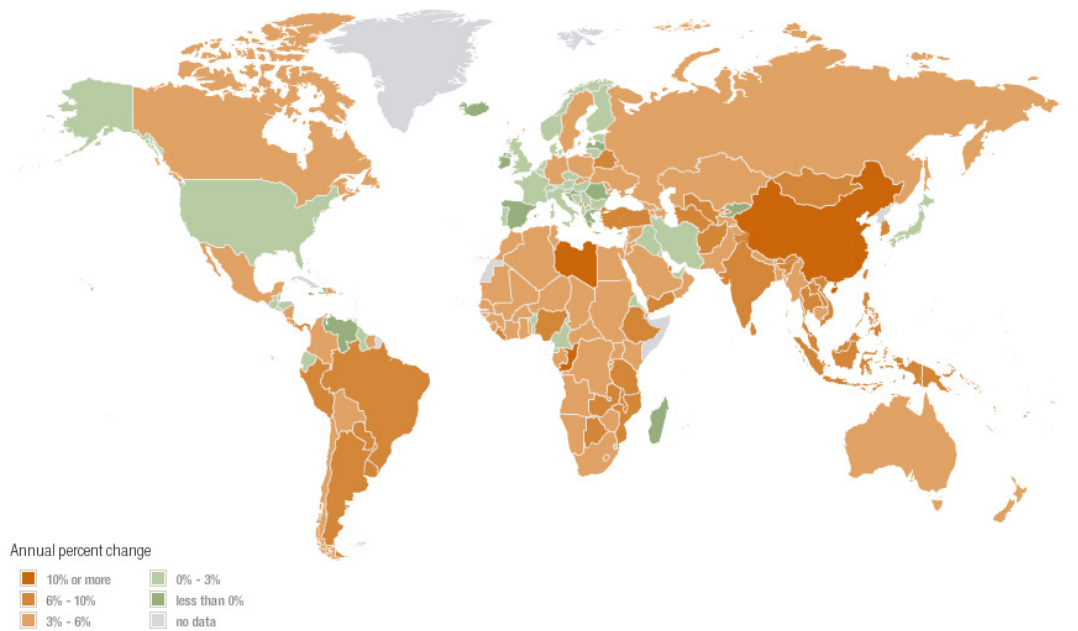 Annual percent change
10% or more
6% - 10%
3% - 6%
0% - 3%
less than 0%
no data